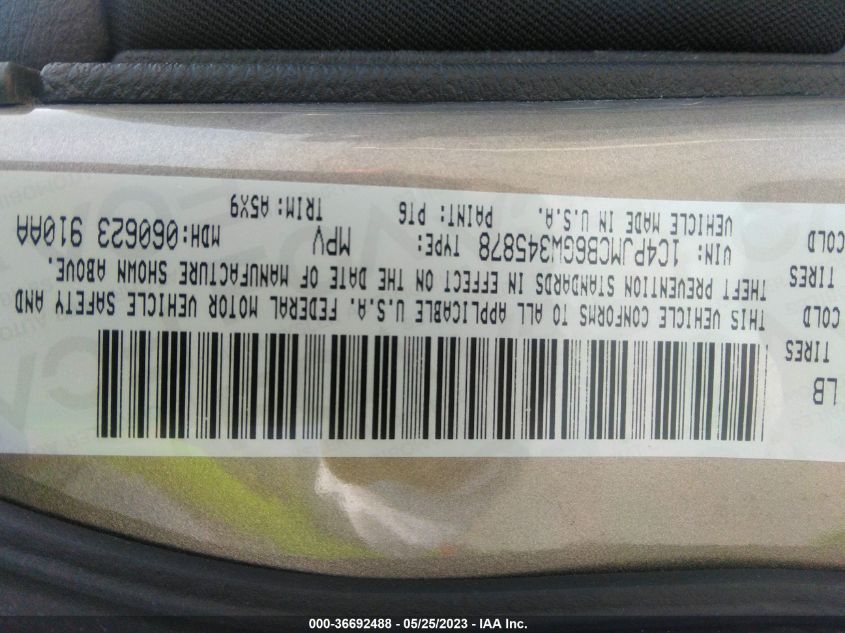 LB
TIRES
COLD
TIRES
COLD
THIS VEHICLE CONFORMS TO ALL APPLICABLE U.S.A. FEDERAL MOTOR VEHICLE SAFETY AND
THEFT PREVENTION STANDARDS IN EFFECT ON THE DATE OF MANUFACTURE SHOWN ABOVE.
VIN: 1C4PJMCB6GW345878 TYPE: MPV MDH:060623 910AA
VEHICLE MADE IN U.S.A. PAINT: PT6 TRIM: A5X9
000-36692488 - 05/25/2023 - IAA Inc.